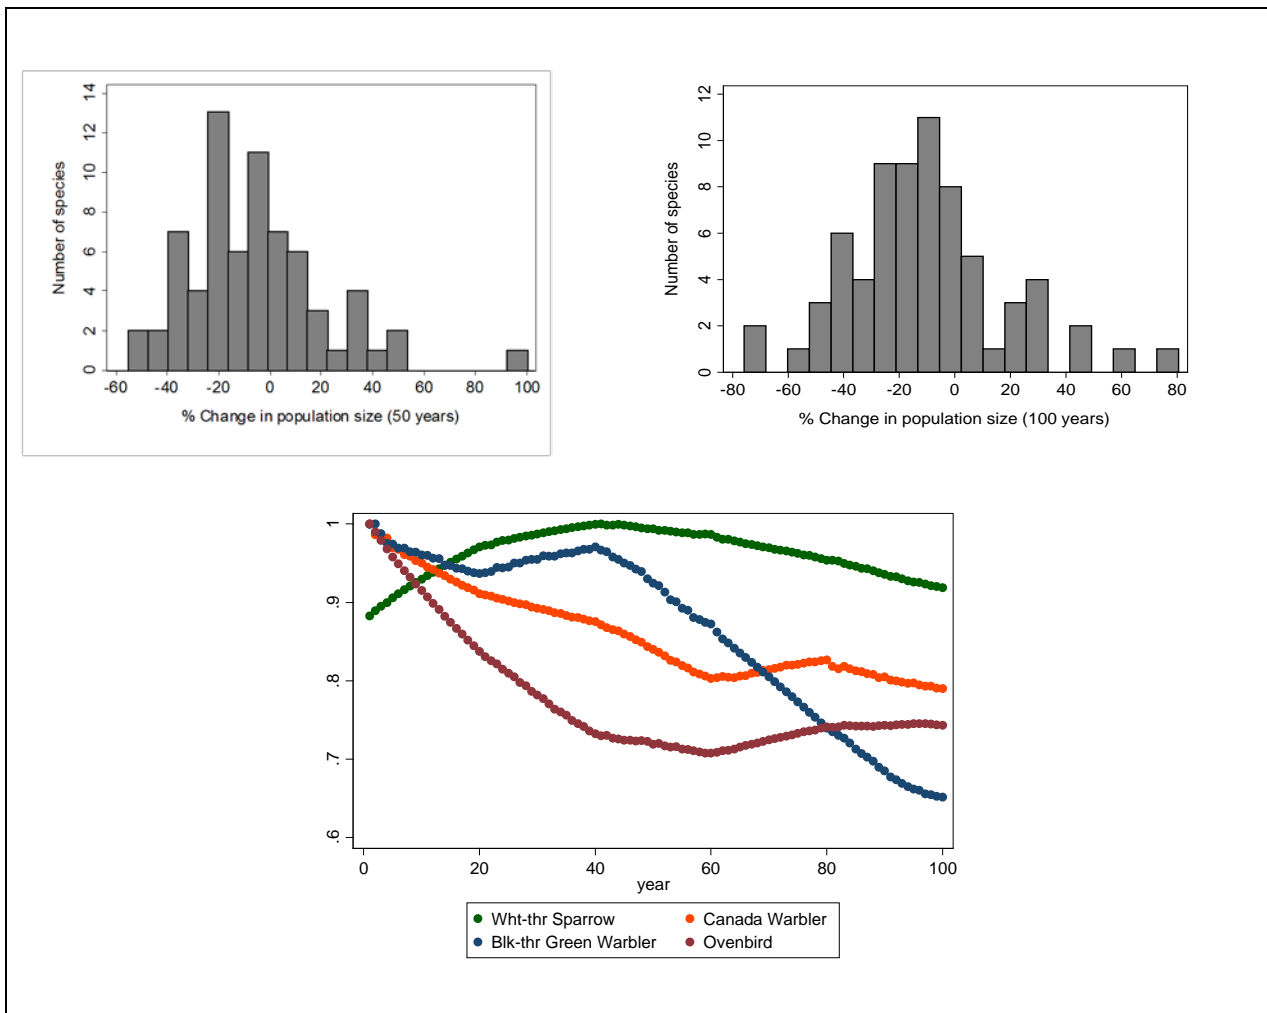 14
12
10
8
6
4
2
0
Number of species
-60 -40 -20 0 20 40 60 80 100
% Change in population size (50 years)
12
10
8
6
4
2
0
Number of species
-80 -60 -40 -20 0 20 40 60 80
% Change in population size (100 years)
1
.9
.8
.7
.6
0 20 40 60 80 100
year
Wht-thr Sparrow Canada Warbler
Blk-thr Green Warbler Ovenbird